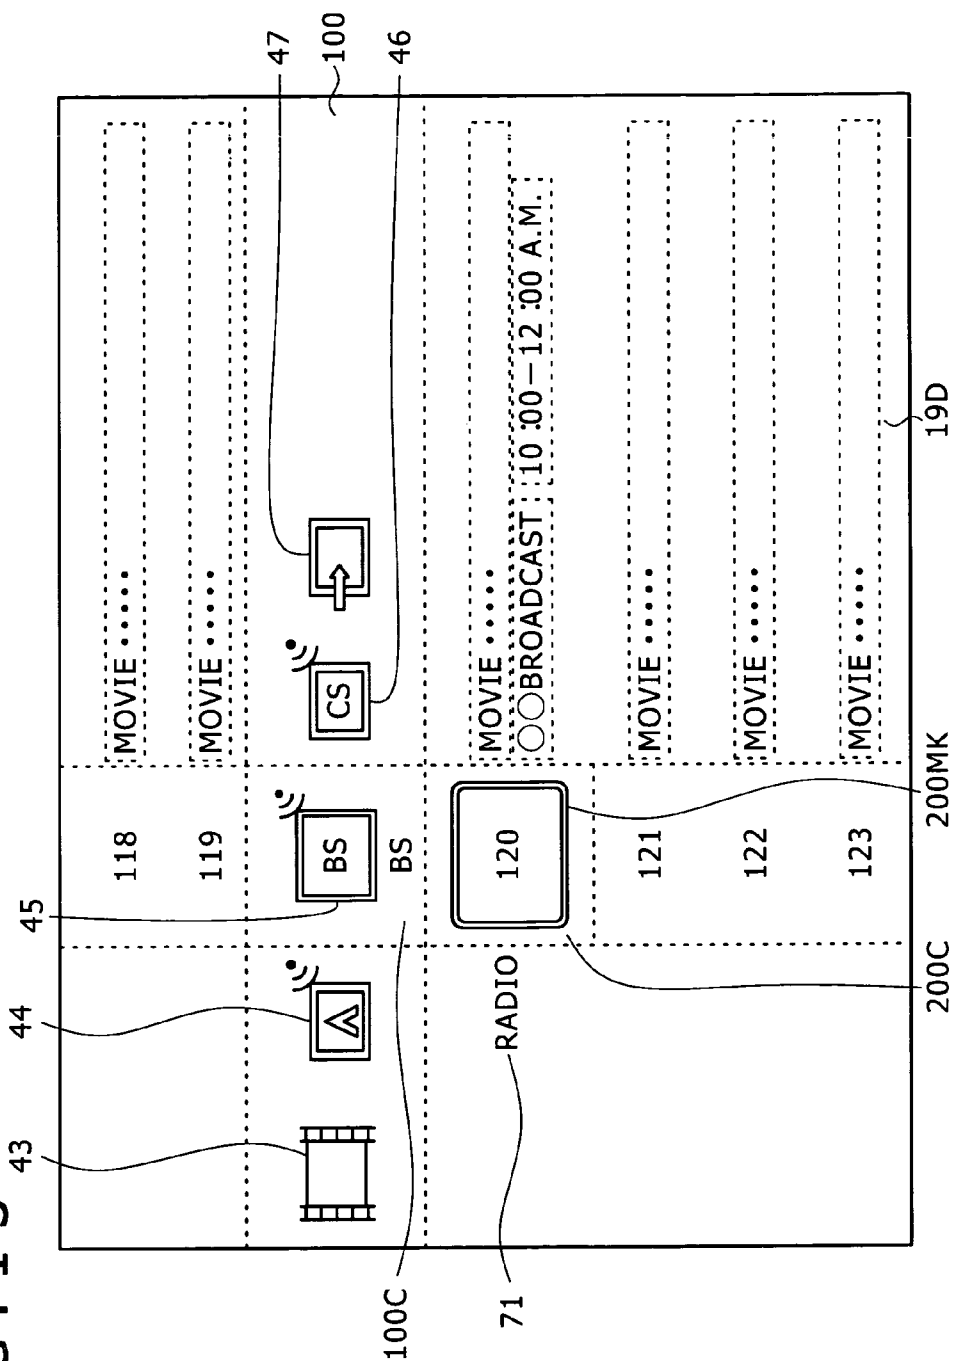 43 44 45
118 MOVIE •••••
119 MOVIE •••••
47
BS CS 100
100C BS 46
120 MOVIE •••••
71 RADIO
○○BROADCAST 10:00–12:00 A.M.
121 MOVIE •••••
122 MOVIE •••••
123 MOVIE •••••
200C 200MK 19D